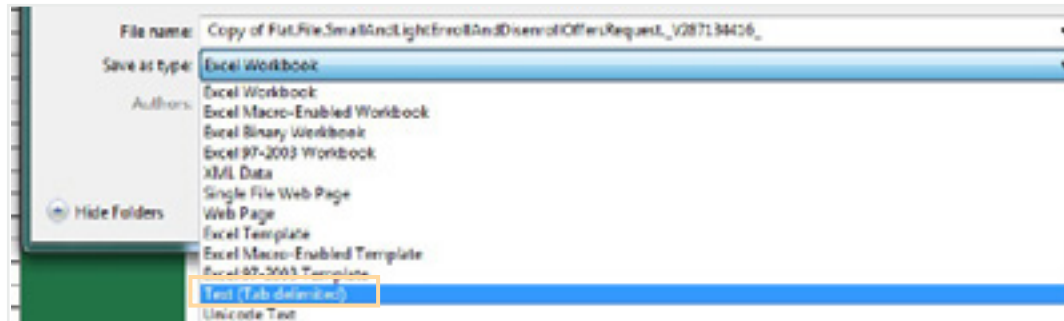 File name: Copy of Flat.File.SmallAndLightEnrollAndDisenrollOffersRequest._V287134416_
Save as type: Excel Workbook
Authors: Excel Workbook
Excel Macro-Enabled Workbook
Excel Binary Workbook
Excel 97-2003 Workbook
XML Data
Single File Web Page
Hide Folders Web Page
Excel Template
Excel Macro-Enabled Template
Excel 97-2003 Template
Text (Tab delimited)
Unicode Text